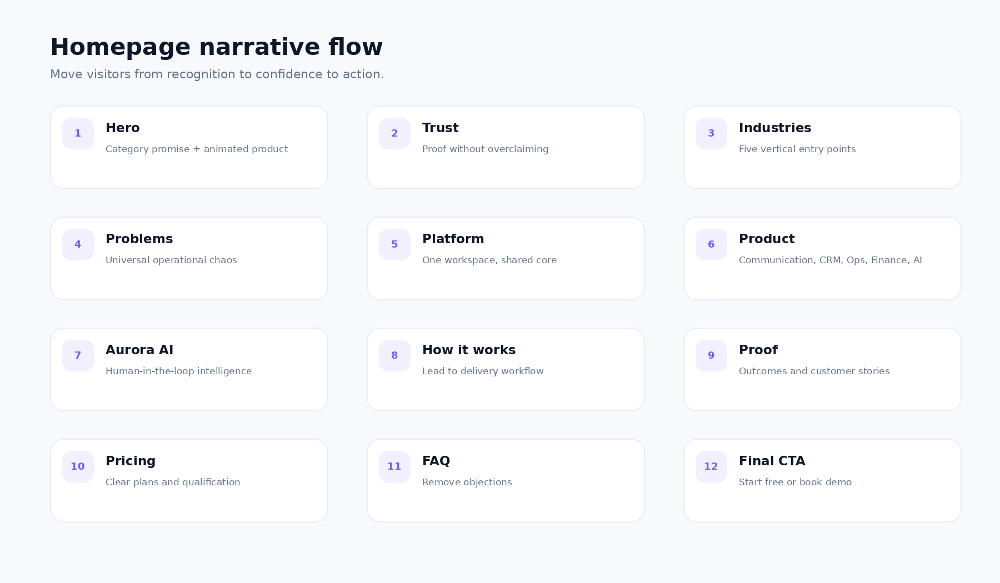 Homepage narrative flow
Move visitors from recognition to confidence to action.
1
Hero
Category promise + animated product
2
Trust
Proof without overclaiming
3
Industries
Five vertical entry points
4
Problems
Universal operational chaos
5
Platform
One workspace, shared core
6
Product
Communication, CRM, Ops, Finance, AI
7
Aurora AI
Human-in-the-loop intelligence
8
How it works
Lead to delivery workflow
9
Proof
Outcomes and customer stories
10
Pricing
Clear plans and qualification
11
FAQ
Remove objections
12
Final CTA
Start free or book demo